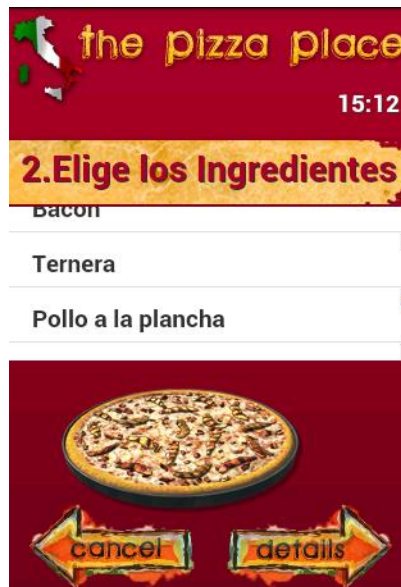 the pizza place
15:12
2.Elige los Ingredientes
Bacon
Ternera
Pollo a la plancha
cancel
details